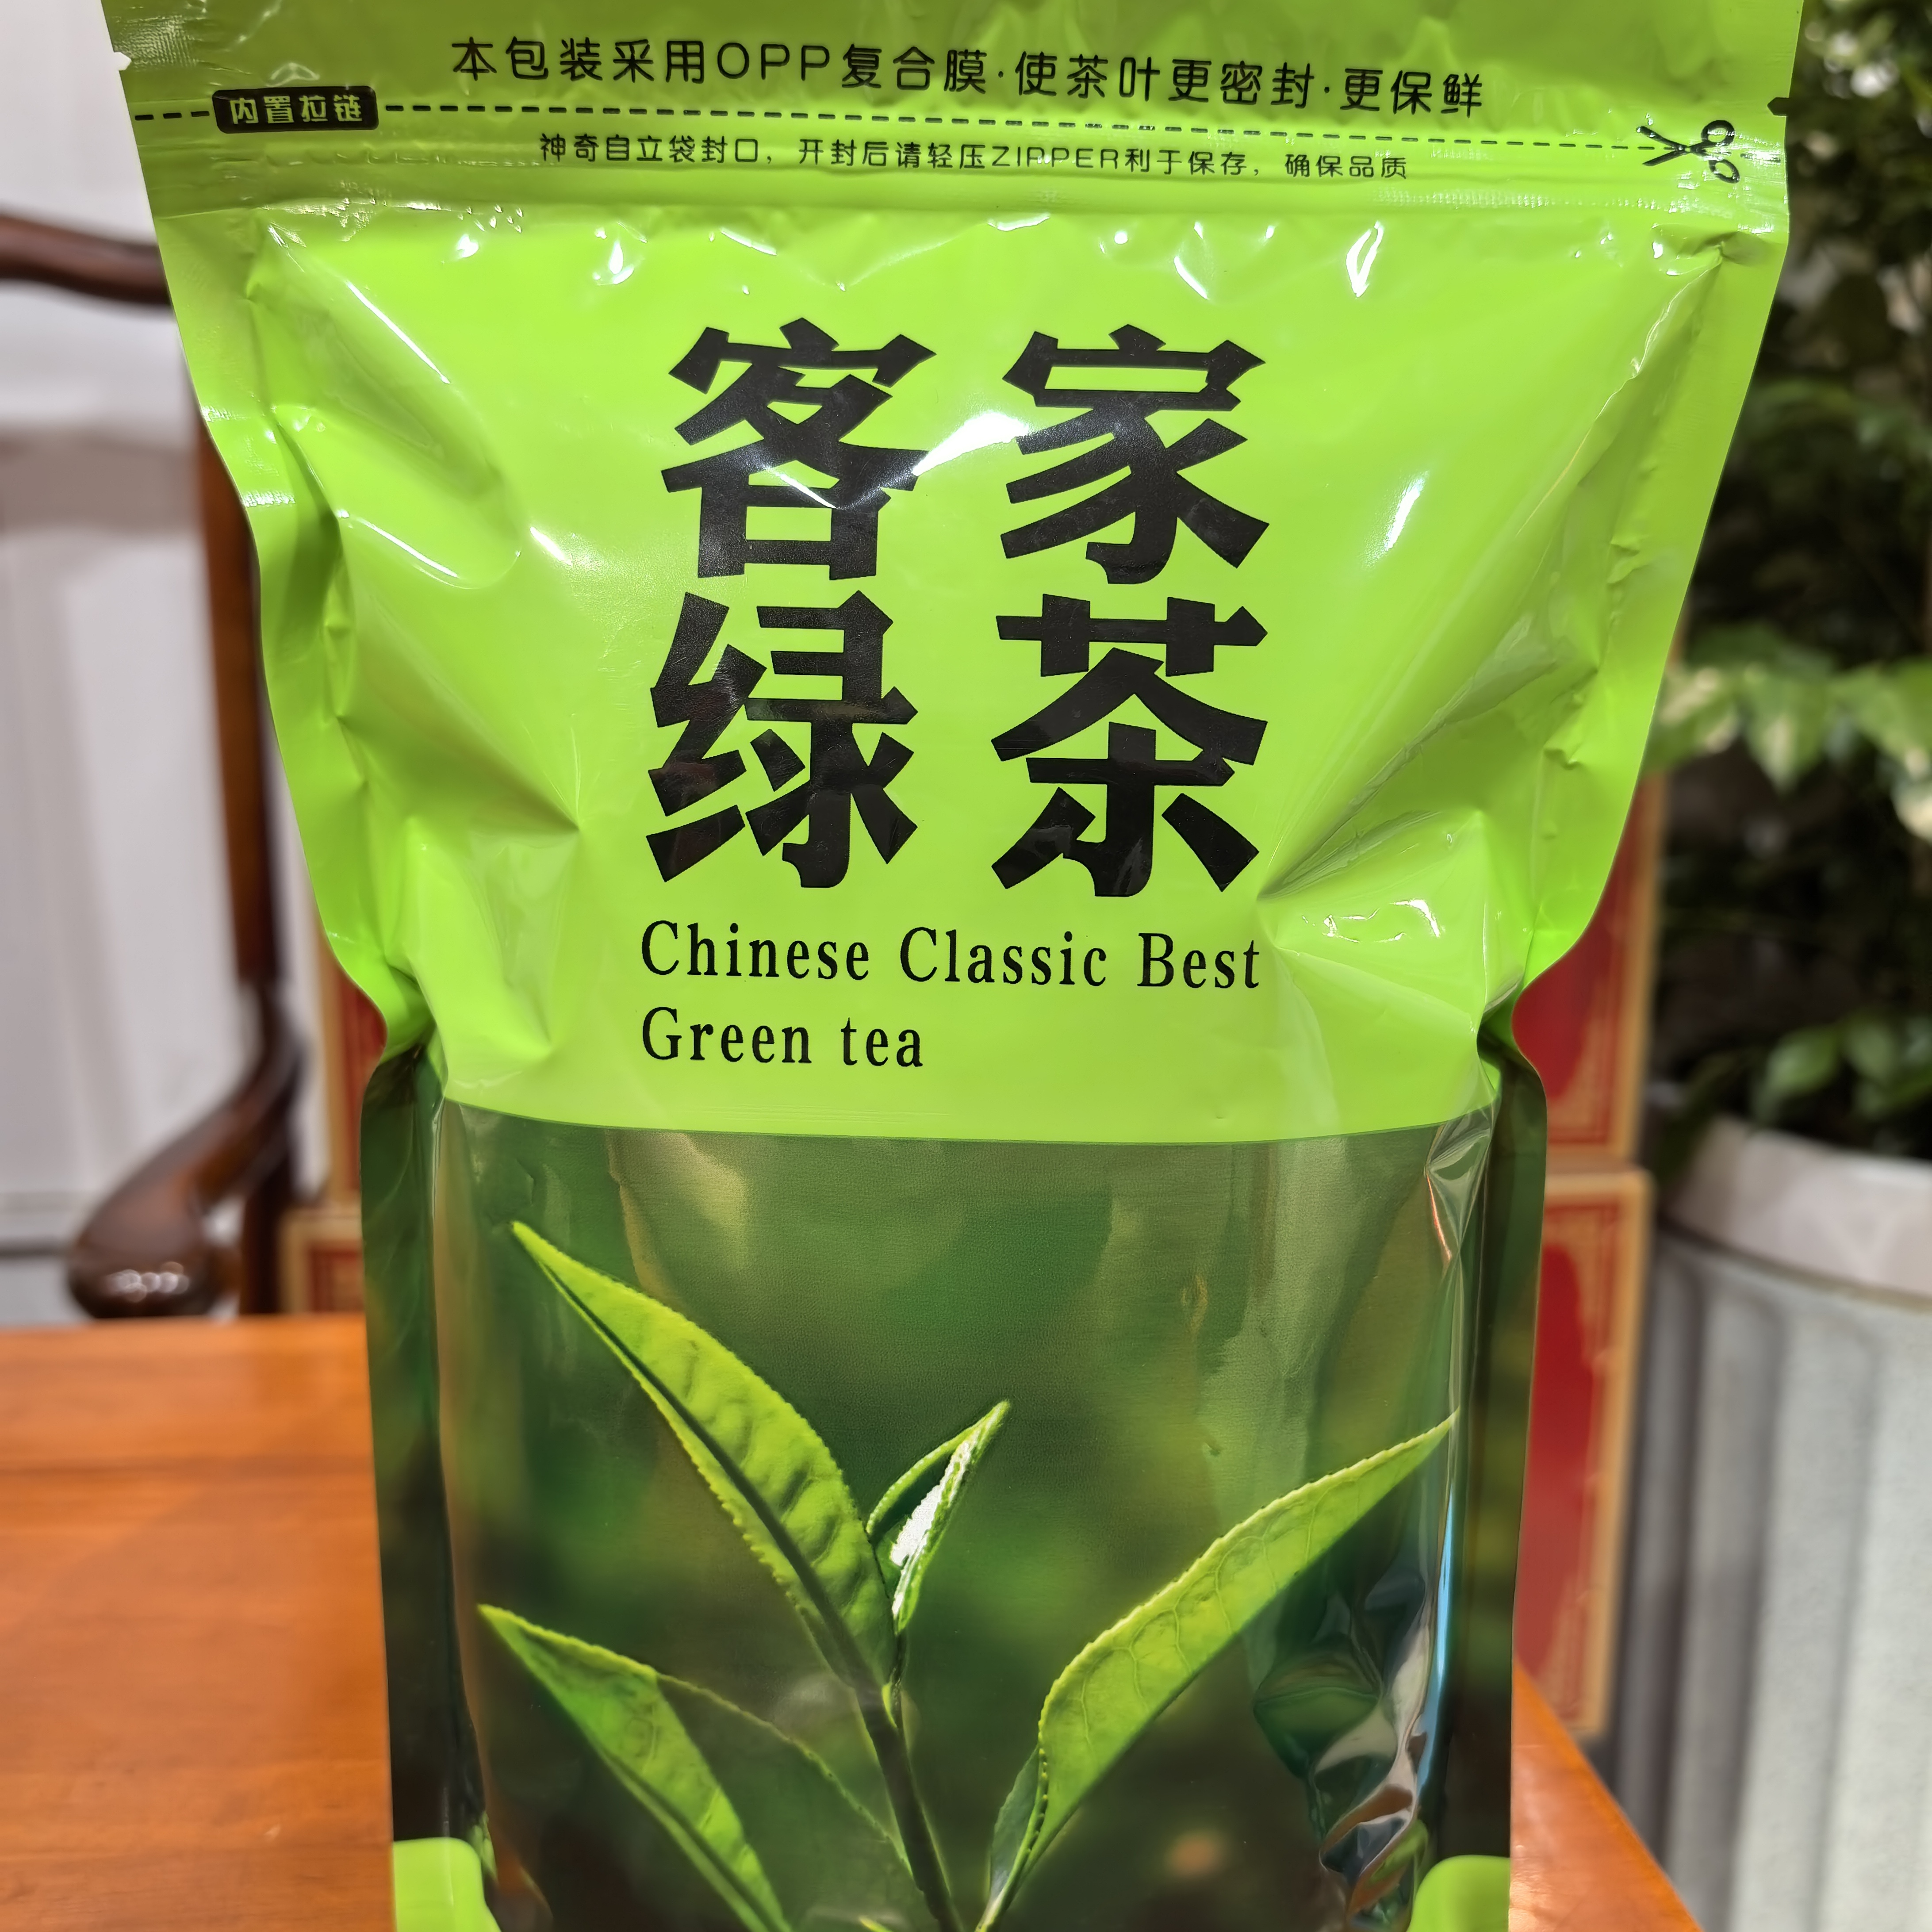 本包装采用OPP复合膜·使茶叶更密封·更保鲜
内置拉链
神奇自立袋封口，开封后请轻压ZIPPER利于保存，确保品质
客家
绿茶
Chinese Classic Best
Green tea